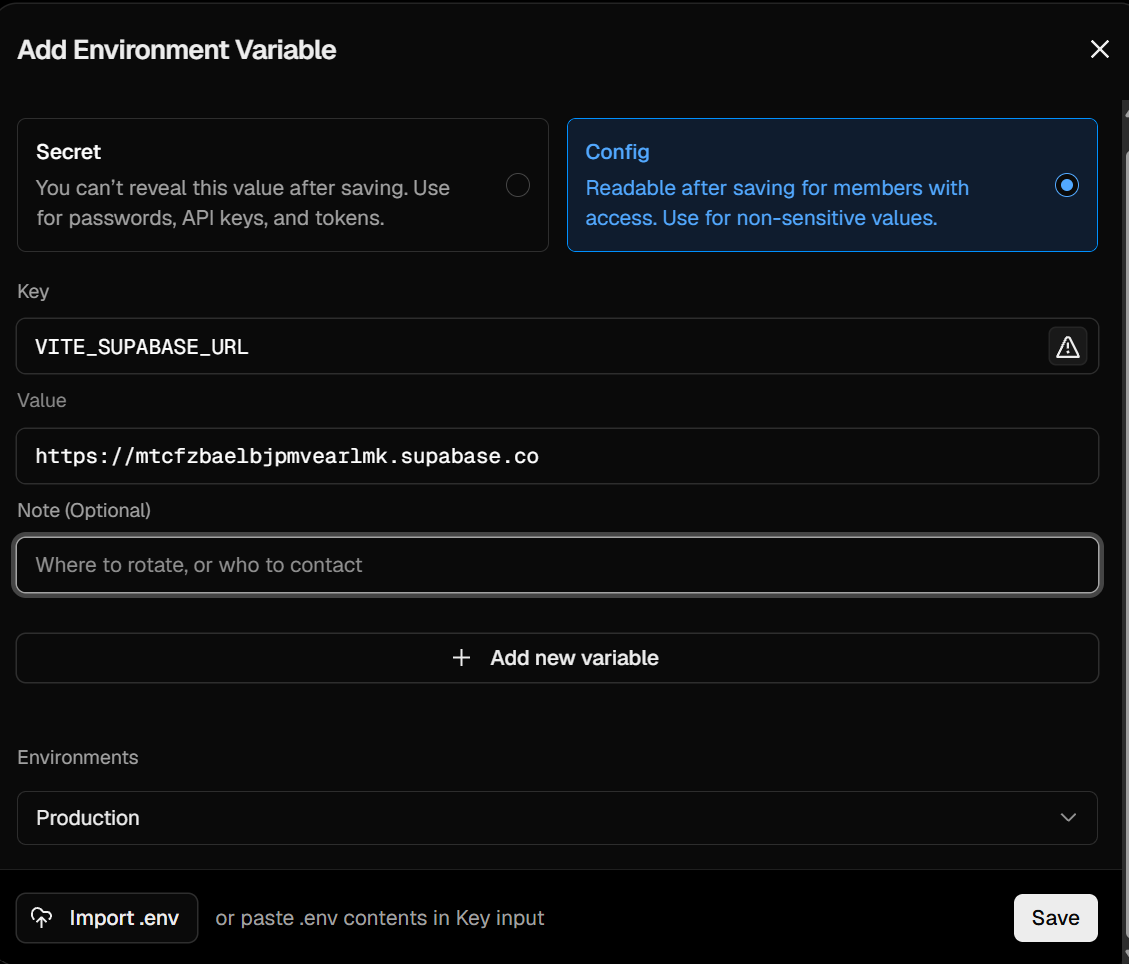 Add Environment Variable
Secret
You can’t reveal this value after saving. Use
for passwords, API keys, and tokens.
Config
Readable after saving for members with
access. Use for non-sensitive values.
Key
VITE_SUPABASE_URL
Value
https://mtcfzbaelbjpmvearlmk.supabase.co
Note (Optional)
Where to rotate, or who to contact
Add new variable
Environments
Production
Import .env
or paste .env contents in Key input
Save